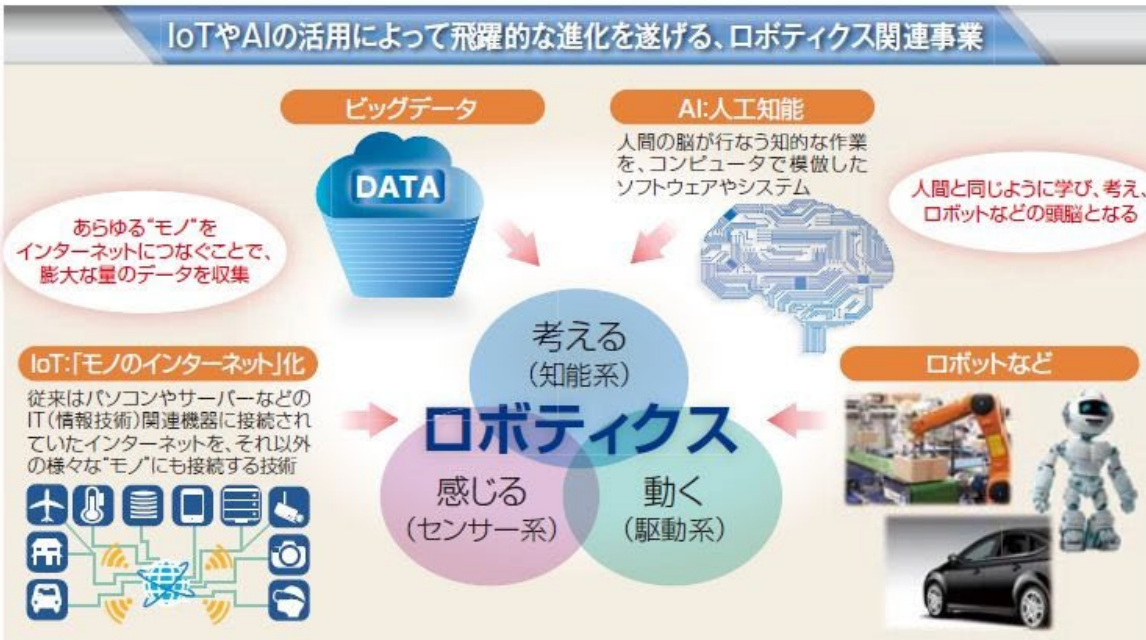 IoTやAIの活用によって飛躍的な進化を遂げる、ロボティクス関連事業
ビッグデータ
DATA
AI:人工知能
人間の脳が行なう知的な作業
を、コンピュータで模倣した
ソフトウェアやシステム
人間と同じように学び、考え、
ロボットなどの頭脳となる
あらゆる“モノ”を
インターネットにつなぐことで、
膨大な量のデータを収集
IoT:「モノのインターネット」化
従来はパソコンやサーバーなどの
IT(情報技術)関連機器に接続され
ていたインターネットを、それ以外
の様々な“モノ”にも接続する技術
考える
(知能系)
ロボティクス
感じる
(センサー系)
動く
(駆動系)
ロボットなど